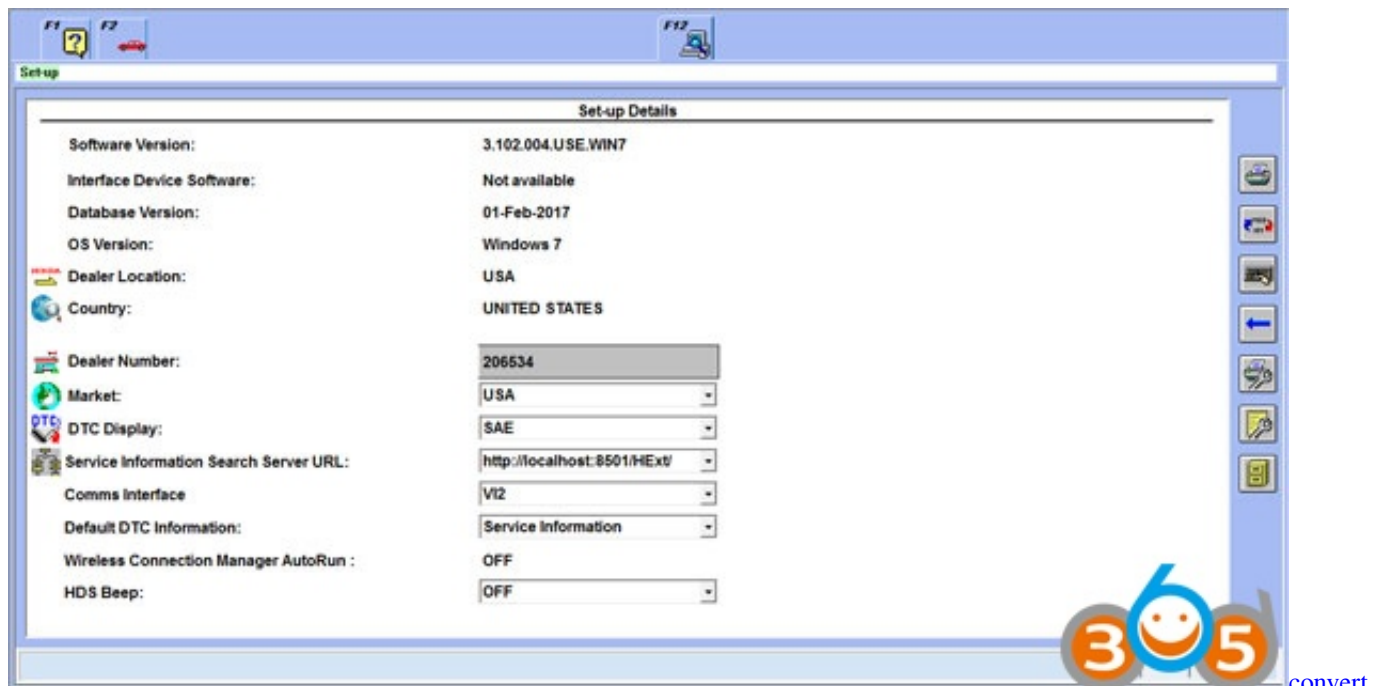 F1 F2 F12
Set-up
Set-up Details
Software Version: 3.102.004.USE.WIN7
Interface Device Software: Not available
Database Version: 01-Feb-2017
OS Version: Windows 7
Dealer Location: USA
Country: UNITED STATES
Dealer Number: 206534
Market: USA
DTC DTC Display: SAE
Service Information Search Server URL: http://localhost:8501/HExt/
Comms Interface VI2
Default DTC Information: Service Information
Wireless Connection Manager AutoRun : OFF
HDS Beep: OFF
365d
convert